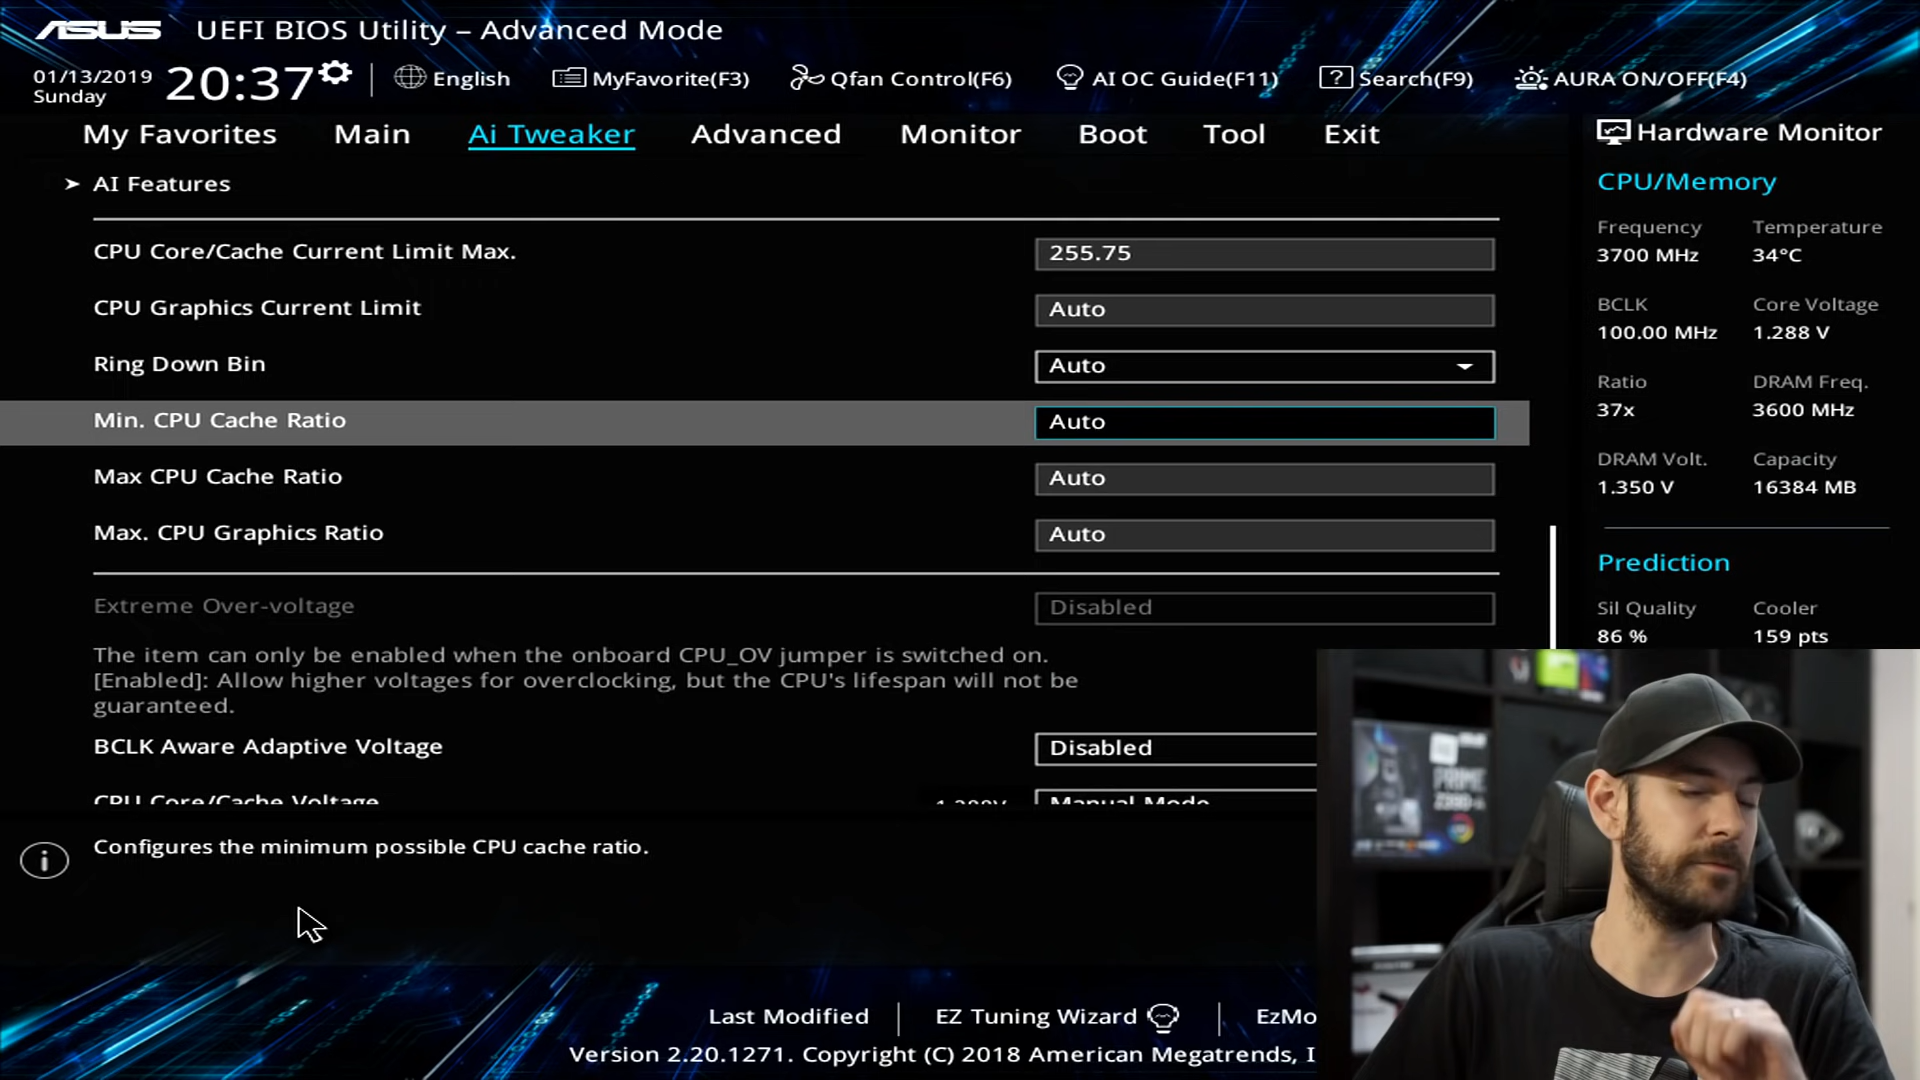 ASUS UEFI BIOS Utility – Advanced Mode
01/13/2019
Sunday
20:37
English
MyFavorite(F3)
Qfan Control(F6)
AI OC Guide(F11)
Search(F9)
AURA ON/OFF(F4)
My Favorites
Main
Ai Tweaker
Advanced
Monitor
Boot
Tool
Exit
AI Features
CPU Core/Cache Current Limit Max. 255.75
CPU Graphics Current Limit Auto
Ring Down Bin Auto
Min. CPU Cache Ratio Auto
Max CPU Cache Ratio Auto
Max. CPU Graphics Ratio Auto
Extreme Over-voltage Disabled
The item can only be enabled when the onboard CPU_OV jumper is switched on.
[Enabled]: Allow higher voltages for overclocking, but the CPU's lifespan will not be
guaranteed.
BCLK Aware Adaptive Voltage Disabled
CPU Core/Cache Voltage Manual Mode
Configures the minimum possible CPU cache ratio.
Hardware Monitor
CPU/Memory
Frequency Temperature
3700 MHz 34°C
BCLK Core Voltage
100.00 MHz 1.288 V
Ratio DRAM Freq.
37x 3600 MHz
DRAM Volt. Capacity
1.350 V 16384 MB
Prediction
Sil Quality Cooler
86 % 159 pts
PRIME
Last Modified
EZ Tuning Wizard
EzMo
Version 2.20.1271. Copyright (C) 2018 American Megatrends, I